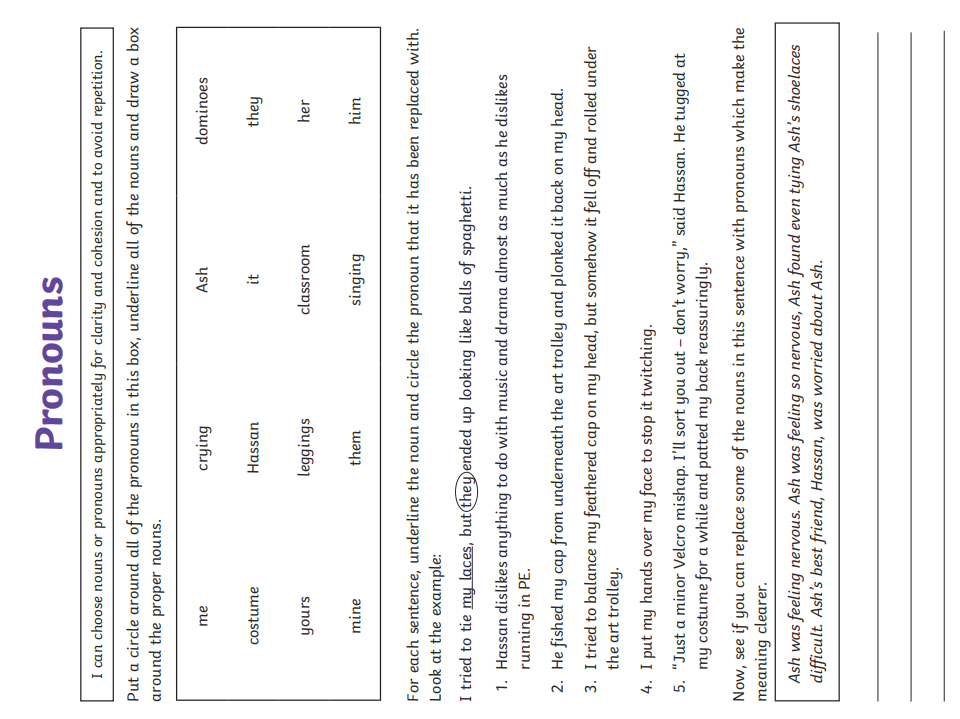 Pronouns
I can choose nouns or pronouns appropriately for clarity and cohesion and to avoid repetition.
Put a circle around all of the pronouns in this box, underline all of the nouns and draw a box
around the proper nouns.
me crying Ash dominoes
costume Hassan it they
yours leggings classroom her
mine them singing him
For each sentence, underline the noun and circle the pronoun that it has been replaced with.
Look at the example:
I tried to tie my laces, but they ended up looking like balls of spaghetti.
1. Hassan dislikes anything to do with music and drama almost as much as he dislikes
running in PE.
2. He fished my cap from underneath the art trolley and plonked it back on my head.
3. I tried to balance my feathered cap on my head, but somehow it fell off and rolled under
the art trolley.
4. I put my hands over my face to stop it twitching.
5. “Just a minor Velcro mishap. I’ll sort you out – don’t worry,” said Hassan. He tugged at
my costume for a while and patted my back reassuringly.
Now, see if you can replace some of the nouns in this sentence with pronouns which make the
meaning clearer.
Ash was feeling nervous. Ash was feeling so nervous, Ash found even tying Ash’s shoelaces
difficult. Ash’s best friend, Hassan, was worried about Ash.